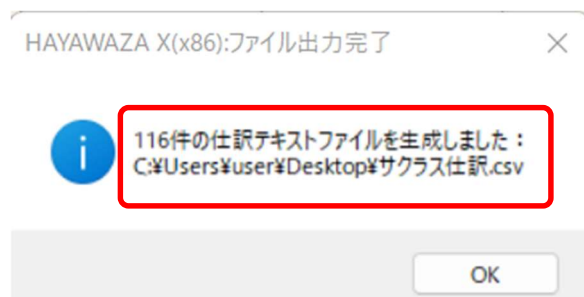 HAYAWAZA X(x86):ファイル出力完了
116件の仕訳テキストファイルを生成しました：
C:¥Users¥user¥Desktop¥サクラス仕訳.csv
OK